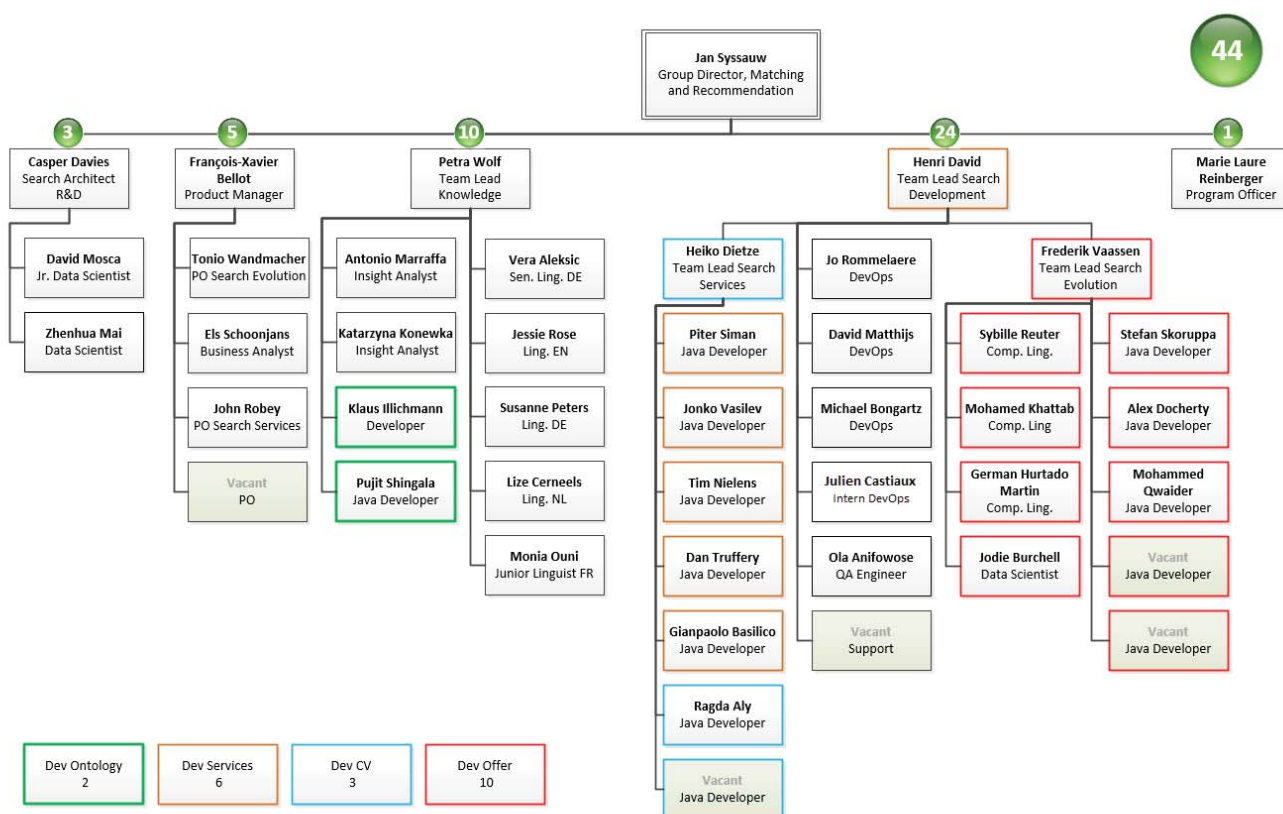 Jan Syssauw
Group Director, Matching
and Recommendation
44
3
5
10
24
1
Casper Davies
Search Architect
R&D
François-Xavier
Bellot
Product Manager
Petra Wolf
Team Lead
Knowledge
Henri David
Team Lead Search
Development
Marie Laure
Reinberger
Program Officer
David Mosca
Jr. Data Scientist
Zhenhua Mai
Data Scientist
Tonio Wandmacher
PO Search Evolution
Els Schoonjans
Business Analyst
John Robey
PO Search Services
Vacant
PO
Antonio Marraffa
Insight Analyst
Katarzyna Konewka
Insight Analyst
Klaus Illichmann
Developer
Pujit Shingala
Java Developer
Vera Aleksic
Sen. Ling. DE
Jessie Rose
Ling. EN
Susanne Peters
Ling. DE
Lize Cerneels
Ling. NL
Monia Ouni
Junior Linguist FR
Heiko Dietze
Team Lead Search
Services
Piter Siman
Java Developer
Jonko Vasilev
Java Developer
Tim Nielens
Java Developer
Dan Truffery
Java Developer
Gianpaolo Basilico
Java Developer
Ragda Aly
Java Developer
Vacant
Java Developer
Jo Rommelaere
DevOps
David Matthijs
DevOps
Michael Bongartz
DevOps
Julien Castiaux
Intern DevOps
Ola Anifowose
QA Engineer
Vacant
Support
Frederik Vaassen
Team Lead Search
Evolution
Sybille Reuter
Comp. Ling.
Mohamed Khattab
Comp. Ling
German Hurtado
Martin
Comp. Ling.
Jodie Burchell
Data Scientist
Stefan Skoruppa
Java Developer
Alex Docherty
Java Developer
Mohammed
Qwaider
Java Developer
Vacant
Java Developer
Vacant
Java Developer
Dev Ontology
2
Dev Services
6
Dev CV
3
Dev Offer
10